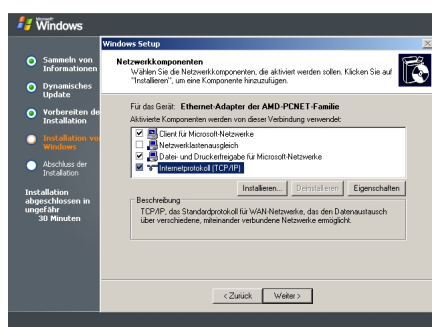 Microsoft
Windows
Sammeln von
Informationen
Dynamisches
Update
Vorbereiten de
Installation
Installation vo
Windows
Abschluss der
Installation
Installation
abgeschlossen in
ungefähr
30 Minuten
Windows Setup
Netzwerkkomponenten
Wählen Sie die Netzwerkkomponenten, die aktiviert werden sollen. Klicken Sie auf
"Installieren", um eine Komponente hinzuzufügen.
Für das Gerät: Ethernet-Adapter der AMD-PCNET-Familie
Aktivierte Komponenten werden von dieser Verbindung verwendet:
Client für Microsoft-Netzwerke
Netzwerklastenausgleich
Datei- und Druckerfreigabe für Microsoft-Netzwerke
Internetprotokoll (TCP/IP)
Installieren... Deinstallieren Eigenschaften
Beschreibung
TCP/IP, das Standardprotokoll für WAN-Netzwerke, das den Datenaustausch
über verschiedene, miteinander verbundene Netzwerke ermöglicht.
< Zurück Weiter >